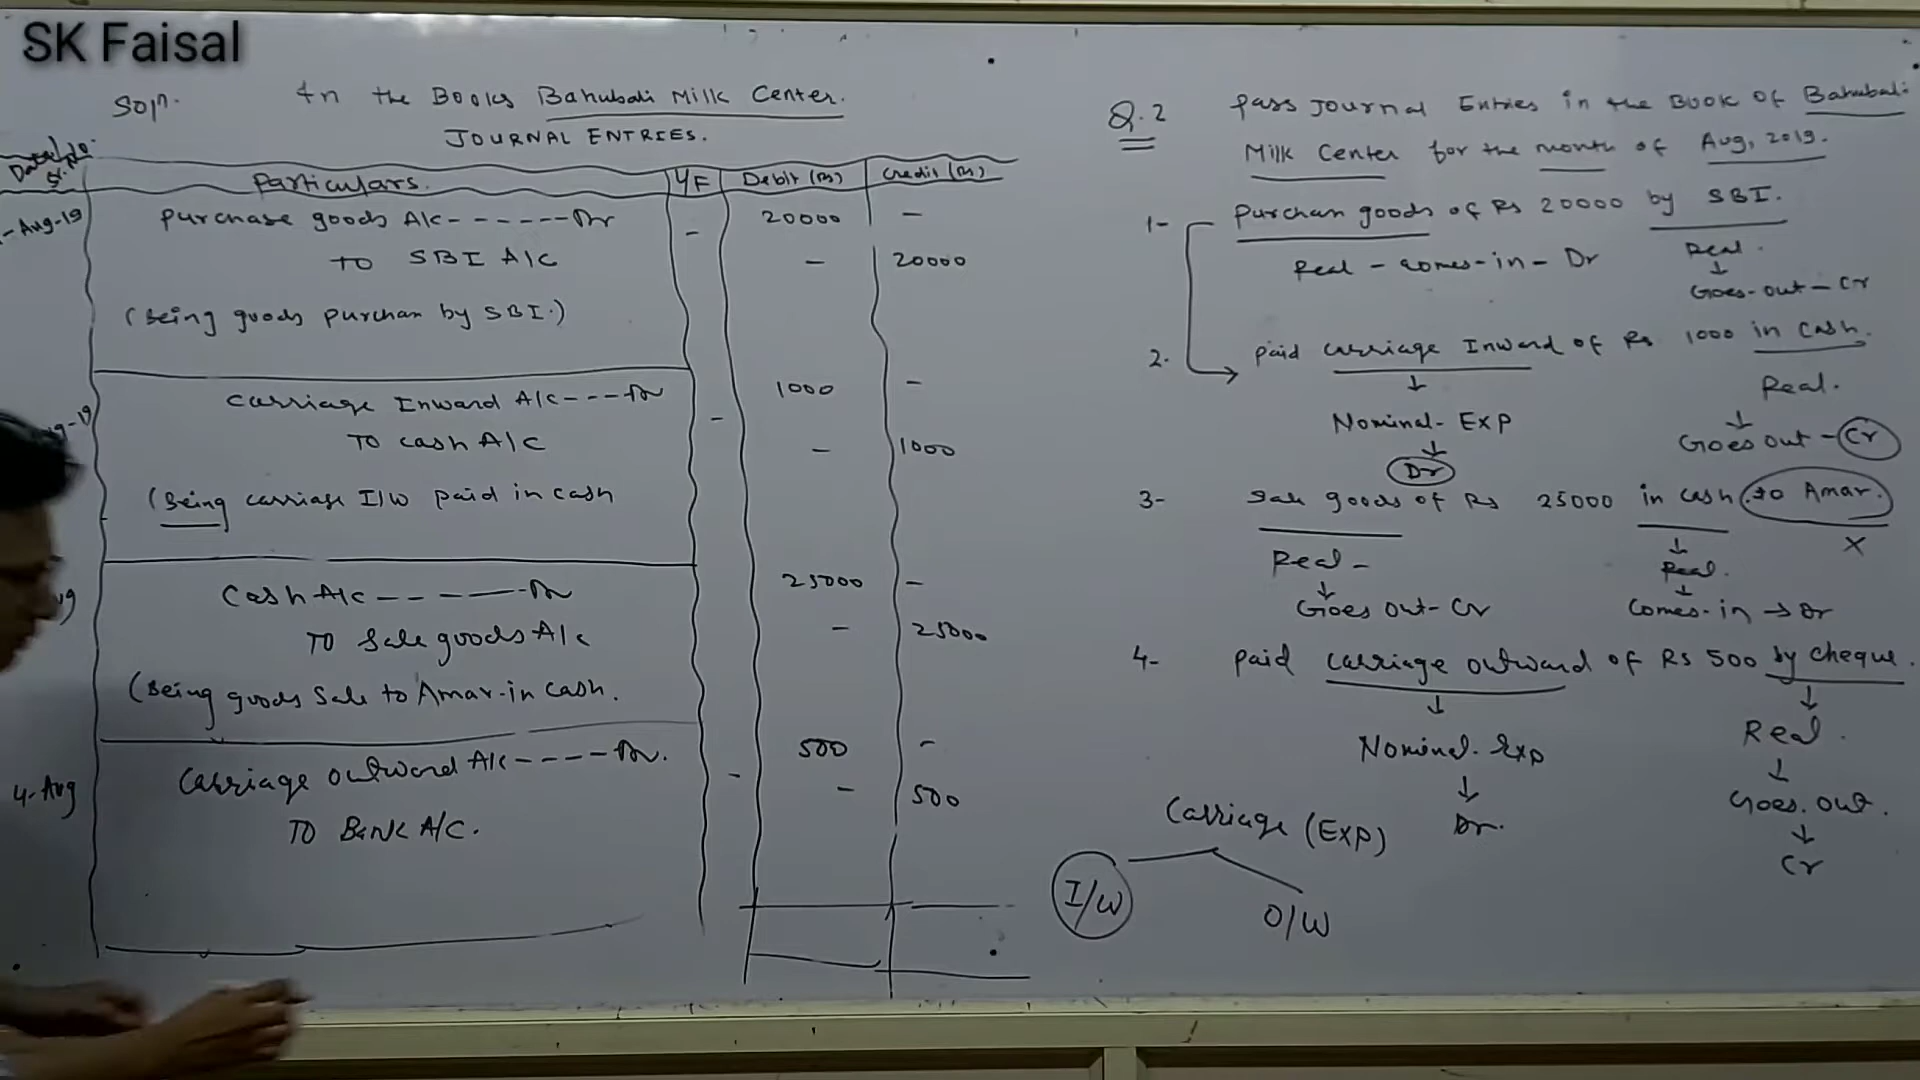 SK Faisal
Soln.
In the Books Bahubali Milk Center.
JOURNAL ENTRIES.
Particulars. L/F Debit (Rs) Credit (Rs)
-Aug-19 Purchase goods A/c ------Dr - 20000 -
To SBI A/C - 20000
(Being goods purchan by SBI.)
g-19 Carriage Inward A/c---Dr - 1000 -
To cash A/C - 1000
(Being carriage I/W paid in cash
ug Cash A/c -------Dr 25000 -
To Sale goods A/c - 25000
(Being goods Sale to Amar-in cash.
4-Aug Carriage outward A/c----Dr. - 500 -
To BANK A/C. - 500
Q.2 Pass Journal Entries in the Book of Bahubali
Milk Center for the month of Aug, 2019.
1- Purchan goods of Rs 20000 by SBI.
Real - comes-in- Dr Real.
Goes-out-Cr
2. Paid carriage Inward of Rs 1000 in cash.
Nominal- EXP Real.
Dr Goes out-Cr
3- Sale goods of Rs 25000 in cash to Amar.
Real- Real. X
Goes out-Cr Comes-in → Dr
4- Paid carriage outward of Rs 500 by cheque.
Nominal. Exp Real.
Dr. Goes.out.
Cr
Carriage (EXP)
I/W O/W